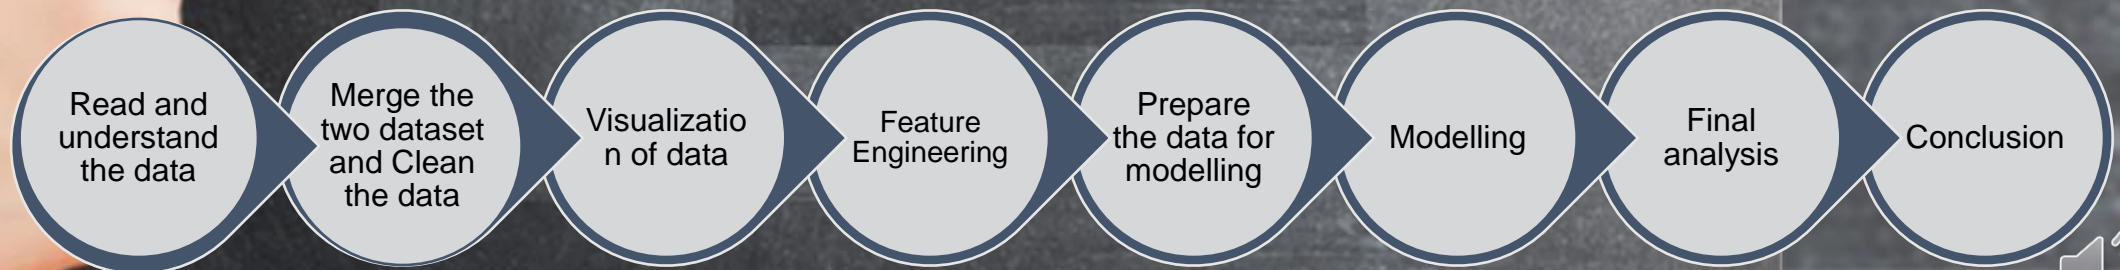 Read and
understand
the data
Merge the
two dataset
and Clean
the data
Visualizatio
n of data
Feature
Engineering
Prepare
the data for
modelling
Modelling
Final
analysis
Conclusion